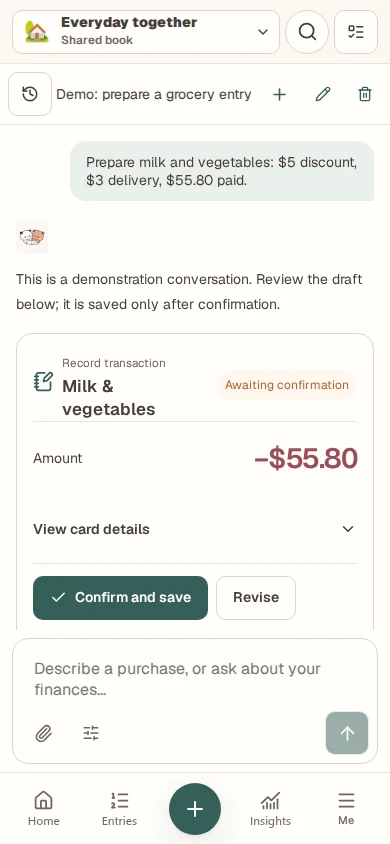 Everyday together
Shared book
Demo: prepare a grocery entry
Prepare milk and vegetables: $5 discount,
$3 delivery, $55.80 paid.
This is a demonstration conversation. Review the draft
below; it is saved only after confirmation.
Record transaction
Milk &
vegetables
Awaiting confirmation
Amount
–$55.80
View card details
Confirm and save
Revise
Describe a purchase, or ask about your
finances…
Home
Entries
Insights
Me